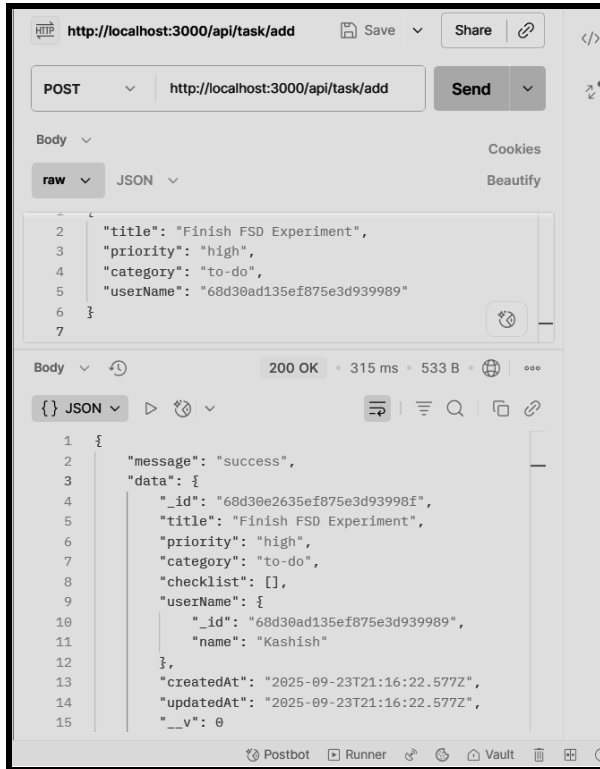 HTTP http://localhost:3000/api/task/add Save Share
POST http://localhost:3000/api/task/add Send
Body
Cookies
raw JSON Beautify
1 {
2 "title": "Finish FSD Experiment",
3 "priority": "high",
4 "category": "to-do",
5 "userName": "68d30ad135ef875e3d939989"
6 }
7
Body 200 OK 315 ms 533 B
{} JSON
1 {
2 "message": "success",
3 "data": {
4 "_id": "68d30e2635ef875e3d93998f",
5 "title": "Finish FSD Experiment",
6 "priority": "high",
7 "category": "to-do",
8 "checklist": [],
9 "userName": {
10 "_id": "68d30ad135ef875e3d939989",
11 "name": "Kashish"
12 },
13 "createdAt": "2025-09-23T21:16:22.577Z",
14 "updatedAt": "2025-09-23T21:16:22.577Z",
15 "__v": 0
Postbot Runner Vault